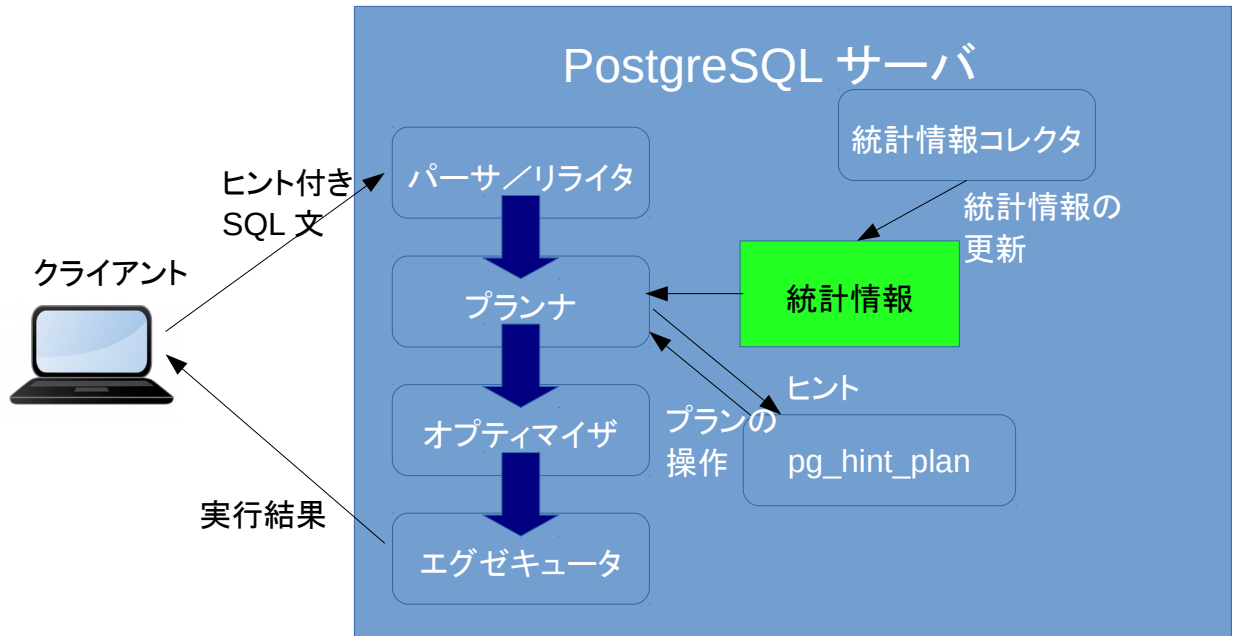 PostgreSQL サーバ
統計情報コレクタ
パーサ／リライタ
ヒント付き
SQL 文
統計情報の
更新
クライアント
プランナ
統計情報
ヒント
プランの
操作
オプティマイザ
pg_hint_plan
実行結果
エグゼキュータ